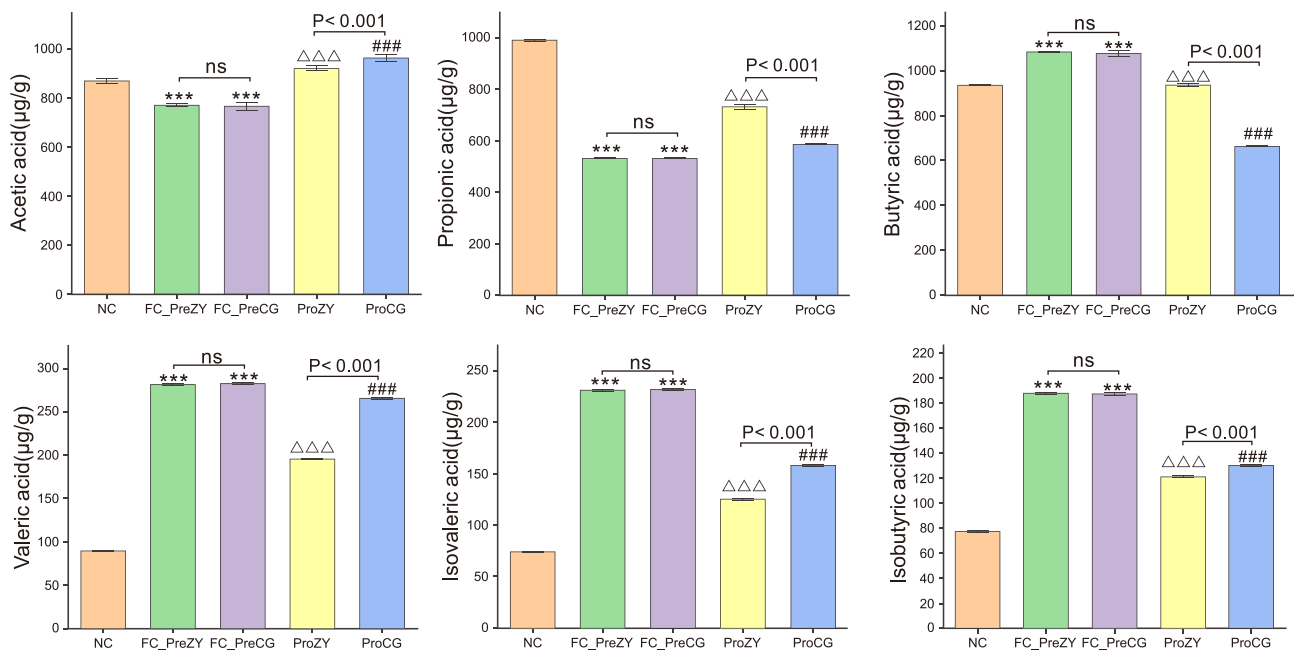 Acetic acid(μg/g)
1000
800
600
400
200
0
ns
***
***
P< 0.001
△△△
###
NC
FC_PreZY
FC_PreCG
ProZY
ProCG
Propionic acid(μg/g)
1000
800
600
400
200
0
ns
***
***
P< 0.001
△△△
###
NC
FC_PreZY
FC_PreCG
ProZY
ProCG
Butyric acid(μg/g)
1200
1000
800
600
400
200
0
ns
***
***
P< 0.001
△△△
###
NC
FC_PreZY
FC_PreCG
ProZY
ProCG
Valeric acid(μg/g)
300
250
200
150
100
50
0
ns
***
***
P< 0.001
△△△
###
NC
FC_PreZY
FC_PreCG
ProZY
ProCG
Isovaleric acid(μg/g)
250
200
150
100
50
0
ns
***
***
P< 0.001
△△△
###
NC
FC_PreZY
FC_PreCG
ProZY
ProCG
Isobutyric acid(μg/g)
220
200
180
160
140
120
100
80
60
40
20
0
ns
***
***
P< 0.001
△△△
###
NC
FC_PreZY
FC_PreCG
ProZY
ProCG